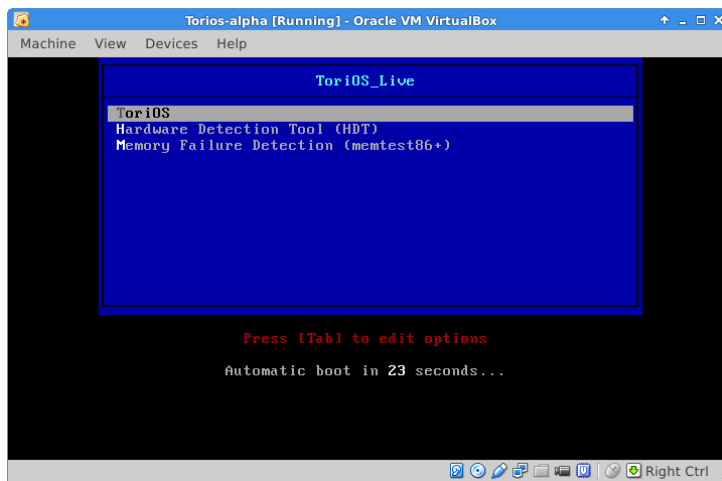 Torios-alpha [Running] - Oracle VM VirtualBox
Machine View Devices Help
ToriOS_Live
ToriOS
Hardware Detection Tool (HDT)
Memory Failure Detection (memtest86+)
Press [Tab] to edit options
Automatic boot in 23 seconds...
Right Ctrl